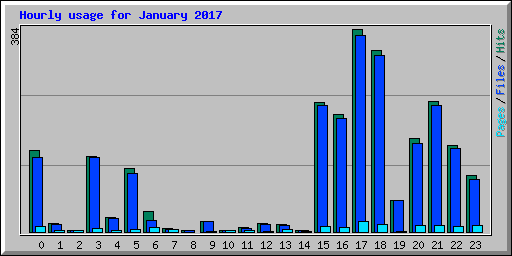 Hourly usage for January 2017
384
Pages / Files / Hits
0 1 2 3 4 5 6 7 8 9 10 11 12 13 14 15 16 17 18 19 20 21 22 23